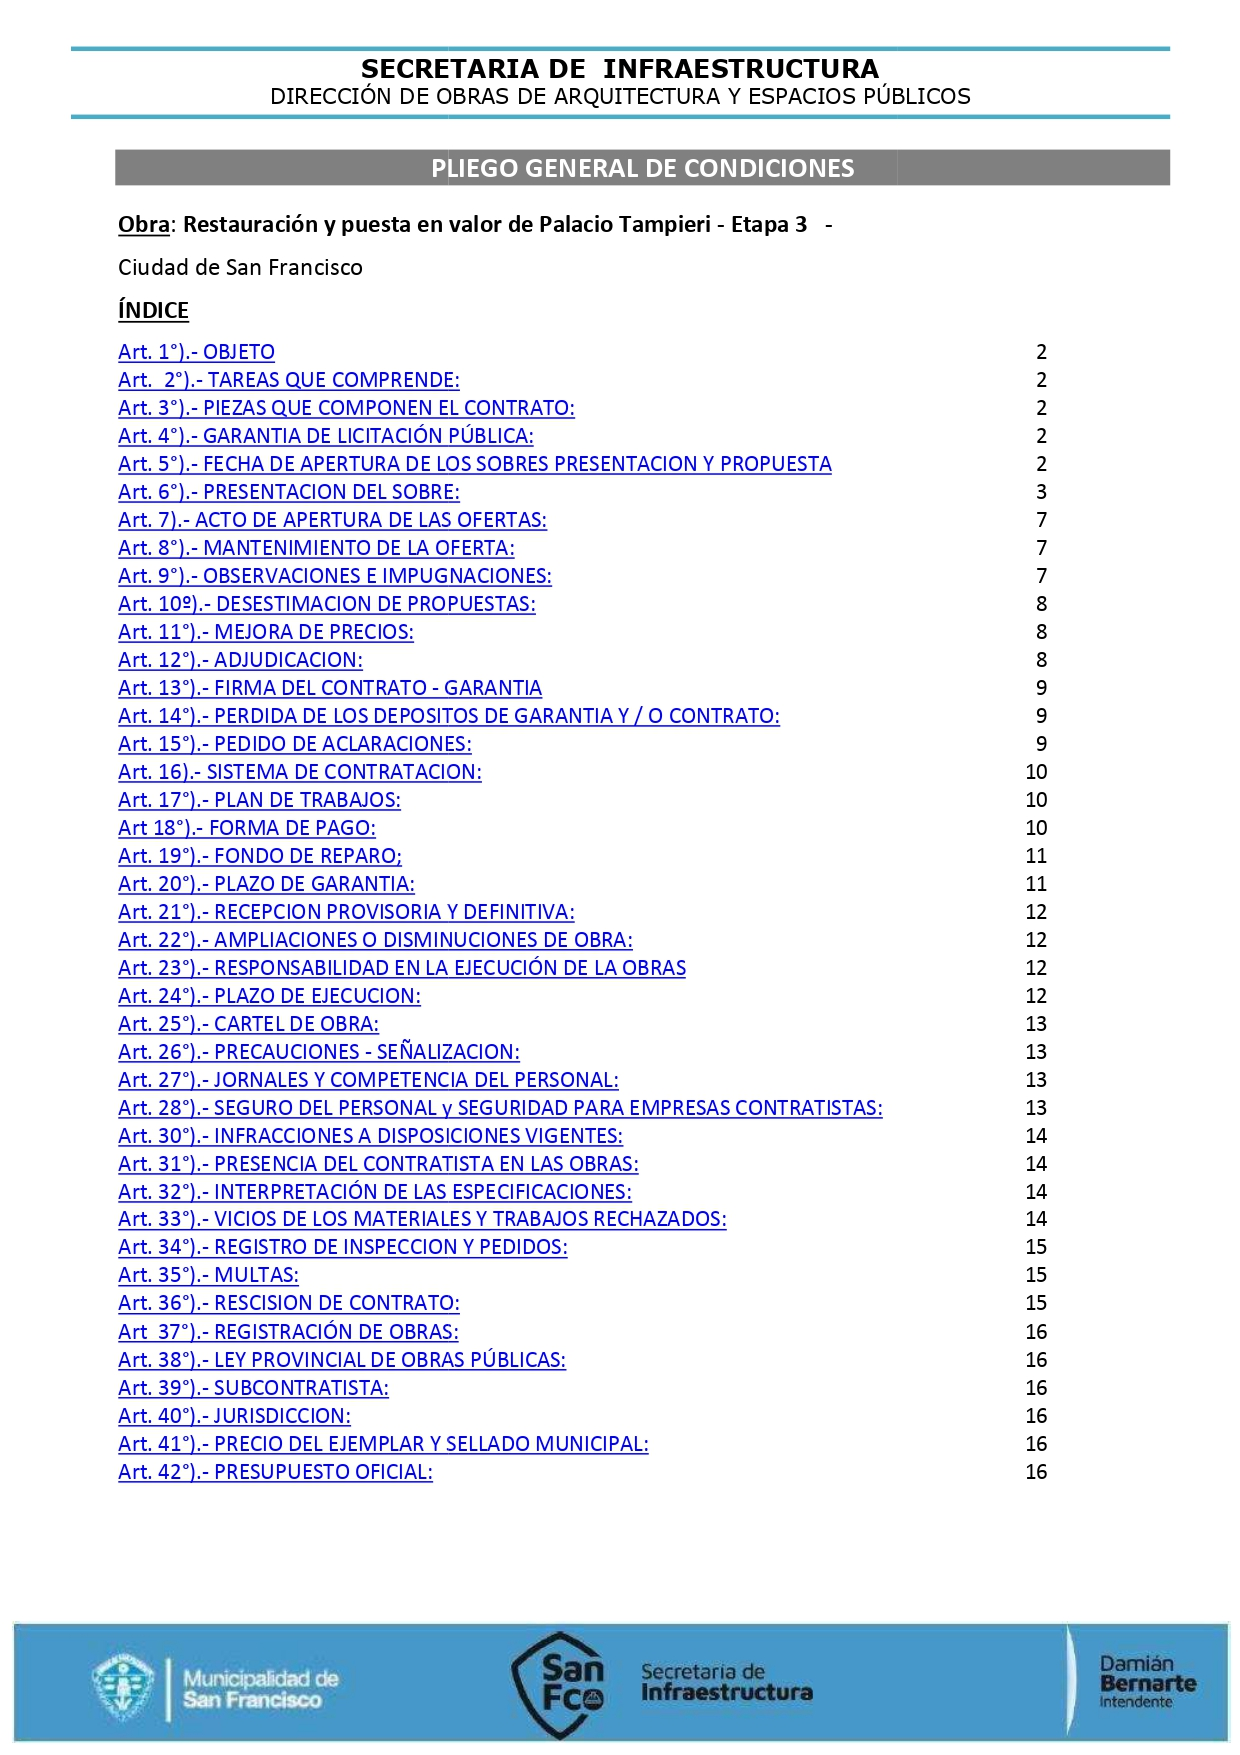 SECRETARIA DE INFRAESTRUCTURA
DIRECCIÓN DE OBRAS DE ARQUITECTURA Y ESPACIOS PÚBLICOS
PLIEGO GENERAL DE CONDICIONES
Obra: Restauración y puesta en valor de Palacio Tampieri - Etapa 3 -
Ciudad de San Francisco
ÍNDICE
Art. 1°).- OBJETO 2
Art. 2°).- TAREAS QUE COMPRENDE: 2
Art. 3°).- PIEZAS QUE COMPONEN EL CONTRATO: 2
Art. 4°).- GARANTIA DE LICITACIÓN PÚBLICA: 2
Art. 5°).- FECHA DE APERTURA DE LOS SOBRES PRESENTACION Y PROPUESTA 2
Art. 6°).- PRESENTACION DEL SOBRE: 3
Art. 7).- ACTO DE APERTURA DE LAS OFERTAS: 7
Art. 8°).- MANTENIMIENTO DE LA OFERTA: 7
Art. 9°).- OBSERVACIONES E IMPUGNACIONES: 7
Art. 10º).- DESESTIMACION DE PROPUESTAS: 8
Art. 11°).- MEJORA DE PRECIOS: 8
Art. 12°).- ADJUDICACION: 8
Art. 13°).- FIRMA DEL CONTRATO - GARANTIA 9
Art. 14°).- PERDIDA DE LOS DEPOSITOS DE GARANTIA Y / O CONTRATO: 9
Art. 15°).- PEDIDO DE ACLARACIONES: 9
Art. 16).- SISTEMA DE CONTRATACION: 10
Art. 17°).- PLAN DE TRABAJOS: 10
Art 18°).- FORMA DE PAGO: 10
Art. 19°).- FONDO DE REPARO; 11
Art. 20°).- PLAZO DE GARANTIA: 11
Art. 21°).- RECEPCION PROVISORIA Y DEFINITIVA: 12
Art. 22°).- AMPLIACIONES O DISMINUCIONES DE OBRA: 12
Art. 23°).- RESPONSABILIDAD EN LA EJECUCIÓN DE LA OBRAS 12
Art. 24°).- PLAZO DE EJECUCION: 12
Art. 25°).- CARTEL DE OBRA: 13
Art. 26°).- PRECAUCIONES - SEÑALIZACION: 13
Art. 27°).- JORNALES Y COMPETENCIA DEL PERSONAL: 13
Art. 28°).- SEGURO DEL PERSONAL y SEGURIDAD PARA EMPRESAS CONTRATISTAS: 13
Art. 30°).- INFRACCIONES A DISPOSICIONES VIGENTES: 14
Art. 31°).- PRESENCIA DEL CONTRATISTA EN LAS OBRAS: 14
Art. 32°).- INTERPRETACIÓN DE LAS ESPECIFICACIONES: 14
Art. 33°).- VICIOS DE LOS MATERIALES Y TRABAJOS RECHAZADOS: 14
Art. 34°).- REGISTRO DE INSPECCION Y PEDIDOS: 15
Art. 35°).- MULTAS: 15
Art. 36°).- RESCISION DE CONTRATO: 15
Art 37°).- REGISTRACIÓN DE OBRAS: 16
Art. 38°).- LEY PROVINCIAL DE OBRAS PÚBLICAS: 16
Art. 39°).- SUBCONTRATISTA: 16
Art. 40°).- JURISDICCION: 16
Art. 41°).- PRECIO DEL EJEMPLAR Y SELLADO MUNICIPAL: 16
Art. 42°).- PRESUPUESTO OFICIAL: 16
Municipalidad de
San Francisco
San
Fco
Secretaría de
Infraestructura
Damián
Bernarte
Intendente